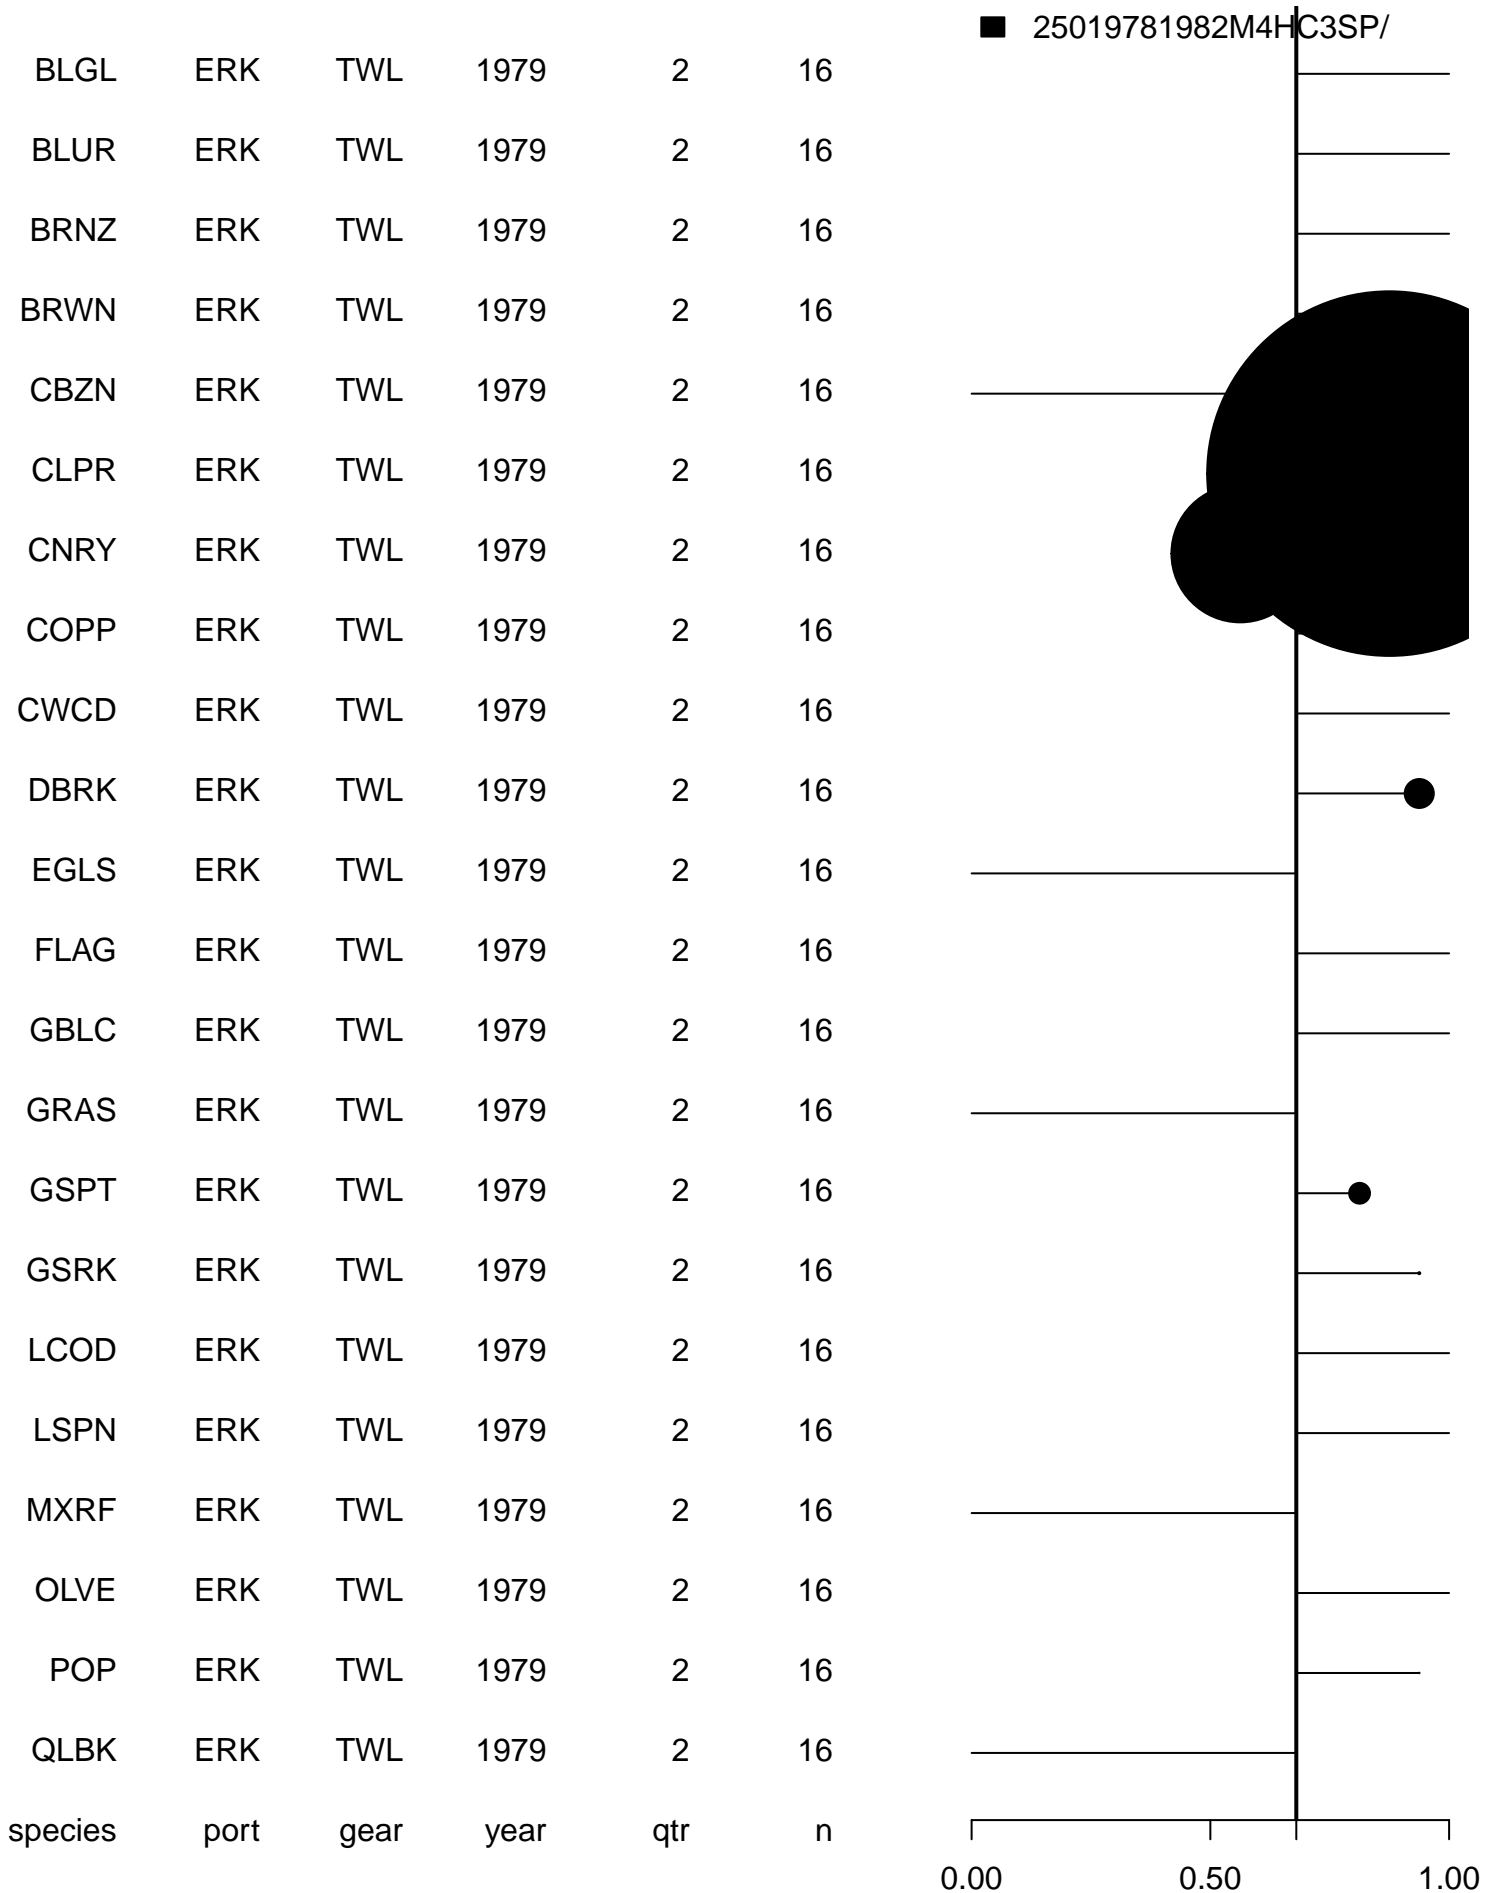 25019781982M4HC3SP/
BLGL ERK TWL 1979 2 16
BLUR ERK TWL 1979 2 16
BRNZ ERK TWL 1979 2 16
BRWN ERK TWL 1979 2 16
CBZN ERK TWL 1979 2 16
CLPR ERK TWL 1979 2 16
CNRY ERK TWL 1979 2 16
COPP ERK TWL 1979 2 16
CWCD ERK TWL 1979 2 16
DBRK ERK TWL 1979 2 16
EGLS ERK TWL 1979 2 16
FLAG ERK TWL 1979 2 16
GBLC ERK TWL 1979 2 16
GRAS ERK TWL 1979 2 16
GSPT ERK TWL 1979 2 16
GSRK ERK TWL 1979 2 16
LCOD ERK TWL 1979 2 16
LSPN ERK TWL 1979 2 16
MXRF ERK TWL 1979 2 16
OLVE ERK TWL 1979 2 16
POP ERK TWL 1979 2 16
QLBK ERK TWL 1979 2 16
species port gear year qtr n
0.00 0.50 1.00